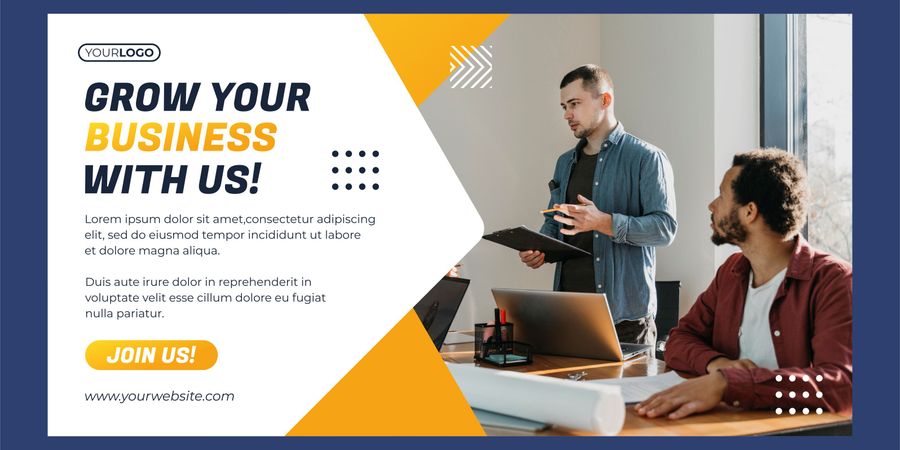 YOURLOGO
GROW YOUR
BUSINESS
WITH US!
Lorem ipsum dolor sit amet,consectetur adipiscing
elit, sed do eiusmod tempor incididunt ut labore
et dolore magna aliqua.
Duis aute irure dolor in reprehenderit in
voluptate velit esse cillum dolore eu fugiat
nulla pariatur.
JOIN US!
www.yourwebsite.com